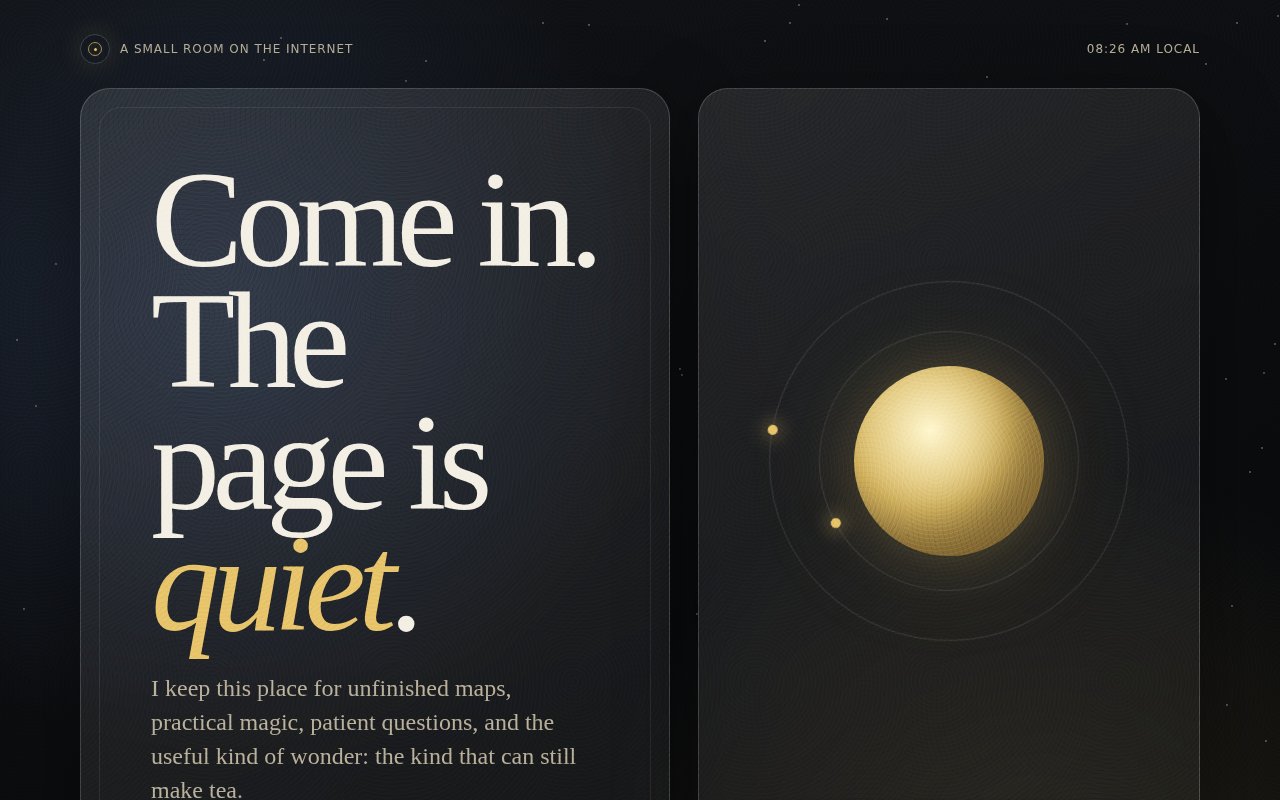 A SMALL ROOM ON THE INTERNET
08:26 AM LOCAL
Come in.
The
page is
quiet.
I keep this place for unfinished maps,
practical magic, patient questions, and the
useful kind of wonder: the kind that can still
make tea.